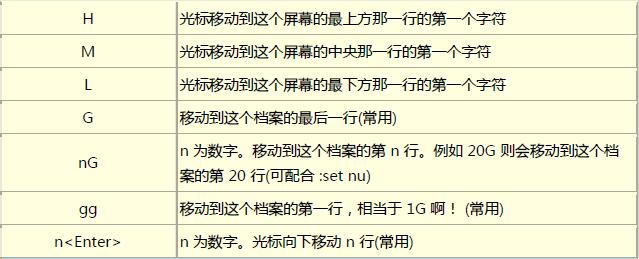 H 光标移动到这个屏幕的最上方那一行的第一个字符
M 光标移动到这个屏幕的中央那一行的第一个字符
L 光标移动到这个屏幕的最下方那一行的第一个字符
G 移动到这个档案的最后一行(常用)
nG n 为数字。移动到这个档案的第 n 行。例如 20G 则会移动到这个档
案的第 20 行(可配合 :set nu)
gg 移动到这个档案的第一行，相当于 1G 啊！ (常用)
n<Enter> n 为数字。光标向下移动 n 行(常用)